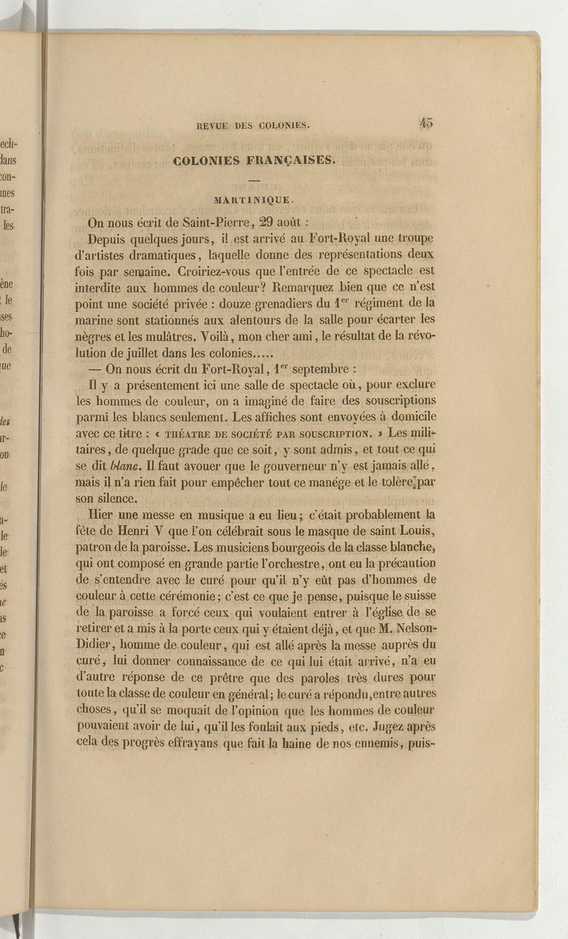 REVUE DES COLONIES. 45
COLONIES FRANÇAISES.
MARTINIQUE.
On nous écrit de Saint-Pierre, 29 août :
Depuis quelques jours, il est arrivé au Fort-Royal une troupe
d'artistes dramatiques, laquelle donne des représentations deux
fois par semaine. Croiriez-vous que l'entrée de ce spectacle est
interdite aux hommes de couleur? Remarquez bien que ce n'est
point une société privée : douze grenadiers du 1er régiment de la
marine sont stationnés aux alentours de la salle pour écarter les
nègres et les mulâtres. Voilà, mon cher ami, le résultat de la révo-
lution de juillet dans les colonies.....
— On nous écrit du Fort-Royal, 1er septembre :
Il y a présentement ici une salle de spectacle où, pour exclure
les hommes de couleur, on a imaginé de faire des souscriptions
parmi les blancs seulement. Les affiches sont envoyées à domicile
avec ce titre : « THÉATRE DE SOCIÉTÉ PAR SOUSCRIPTION. » Les mili-
taires, de quelque grade que ce soit, y sont admis, et tout ce qui
se dit blanc. Il faut avouer que le gouverneur n'y est jamais allé,
mais il n'a rien fait pour empêcher tout ce manége et le tolère par
son silence.
Hier une messe en musique a eu lieu; c'était probablement la
fête de Henri V que l'on célébrait sous le masque de saint Louis,
patron de la paroisse. Les musiciens bourgeois de la classe blanche,
qui ont composé en grande partie l'orchestre, ont eu la précaution
de s'entendre avec le curé pour qu'il n'y eût pas d'hommes de
couleur à cette cérémonie; c'est ce que je pense, puisque le suisse
de la paroisse a forcé ceux qui voulaient entrer à l'église de se
retirer et a mis à la porte ceux qui y étaient déjà, et que M. Nelson-
Didier, homme de couleur, qui est allé après la messe auprès du
curé, lui donner connaissance de ce qui lui était arrivé, n'a eu
d'autre réponse de ce prêtre que des paroles très dures pour
toute la classe de couleur en général; le curé a répondu, entre autres
choses, qu'il se moquait de l'opinion que les hommes de couleur
pouvaient avoir de lui, qu'il les foulait aux pieds, etc. Jugez après
cela des progrès effrayans que fait la haine de nos ennemis, puis-